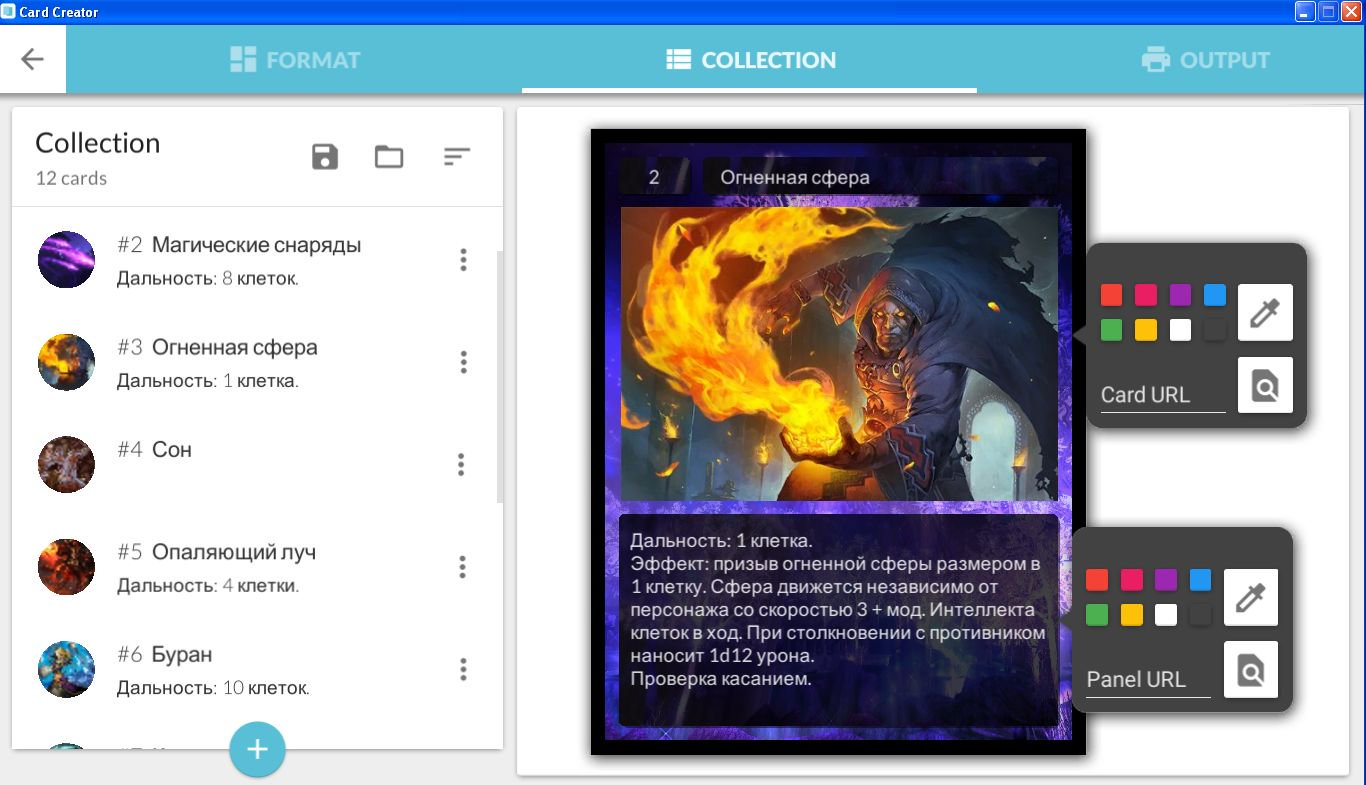 Card Creator
FORMAT
COLLECTION
OUTPUT
Collection
12 cards
#2 Магические снаряды
Дальность: 8 клеток.
#3 Огненная сфера
Дальность: 1 клетка.
#4 Сон
#5 Опаляющий луч
Дальность: 4 клетки.
#6 Буран
Дальность: 10 клеток.
2
Огненная сфера
Дальность: 1 клетка.
Эффект: призыв огненной сферы размером в
1 клетку. Сфера движется независимо от
персонажа со скоростью 3 + мод. Интеллекта
клеток в ход. При столкновении с противником
наносит 1d12 урона.
Проверка касанием.
Card URL
Panel URL